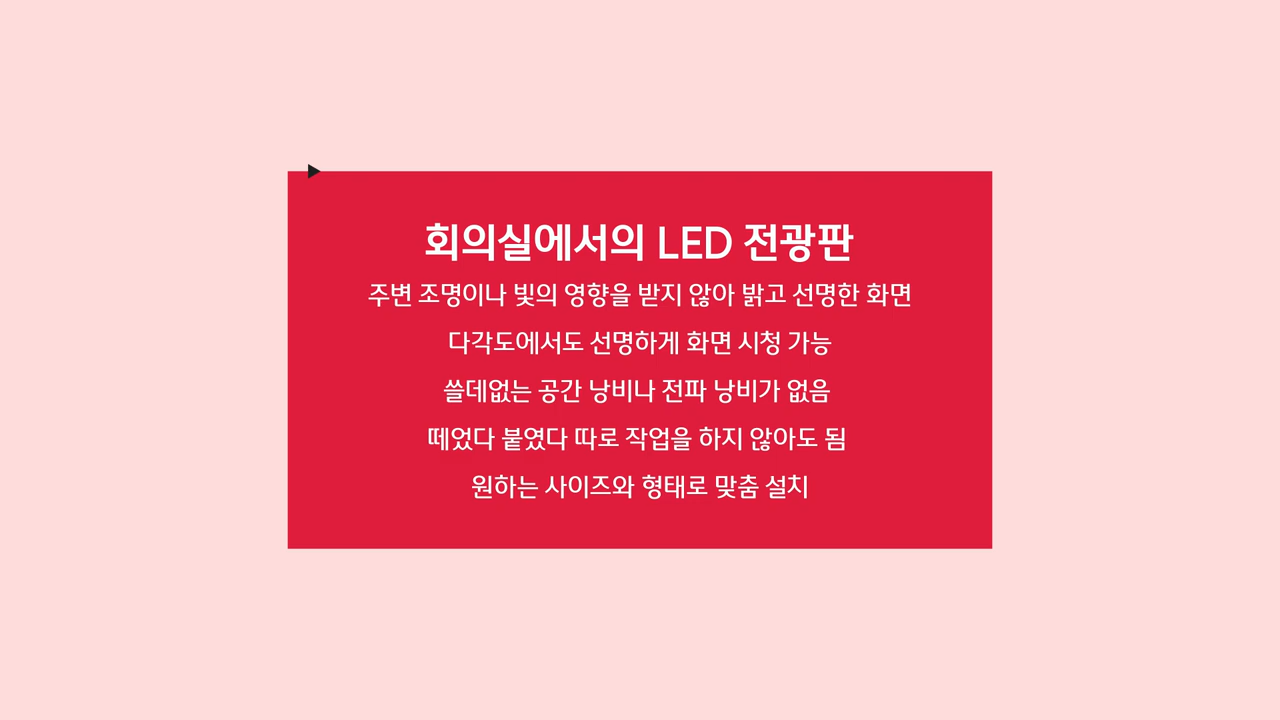 회의실에서의 LED 전광판
주변 조명이나 빛의 영향을 받지 않아 밝고 선명한 화면
다각도에서도 선명하게 화면 시청 가능
쓸데없는 공간 낭비나 전파 낭비가 없음
떼었다 붙였다 따로 작업을 하지 않아도 됨
원하는 사이즈와 형태로 맞춤 설치